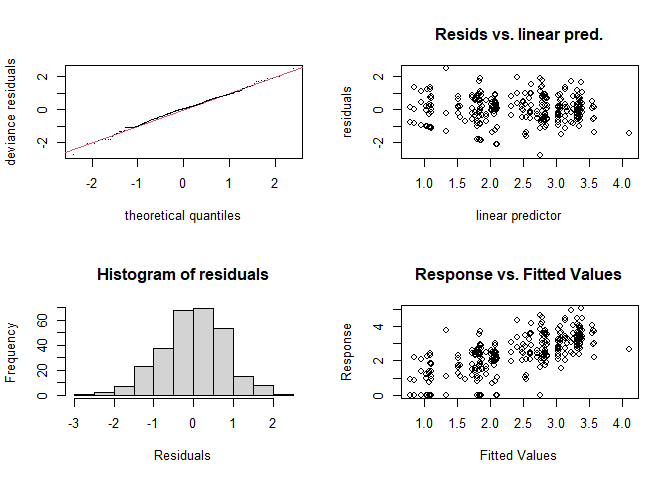 deviance residuals
2
0
-2
-2 -1 0 1 2
theoretical quantiles
Resids vs. linear pred.
residuals
2
0
-2
1.0 1.5 2.0 2.5 3.0 3.5 4.0
linear predictor
Histogram of residuals
Frequency
60
40
20
0
-3 -2 -1 0 1 2
Residuals
Response vs. Fitted Values
Response
4
2
0
1.0 1.5 2.0 2.5 3.0 3.5 4.0
Fitted Values